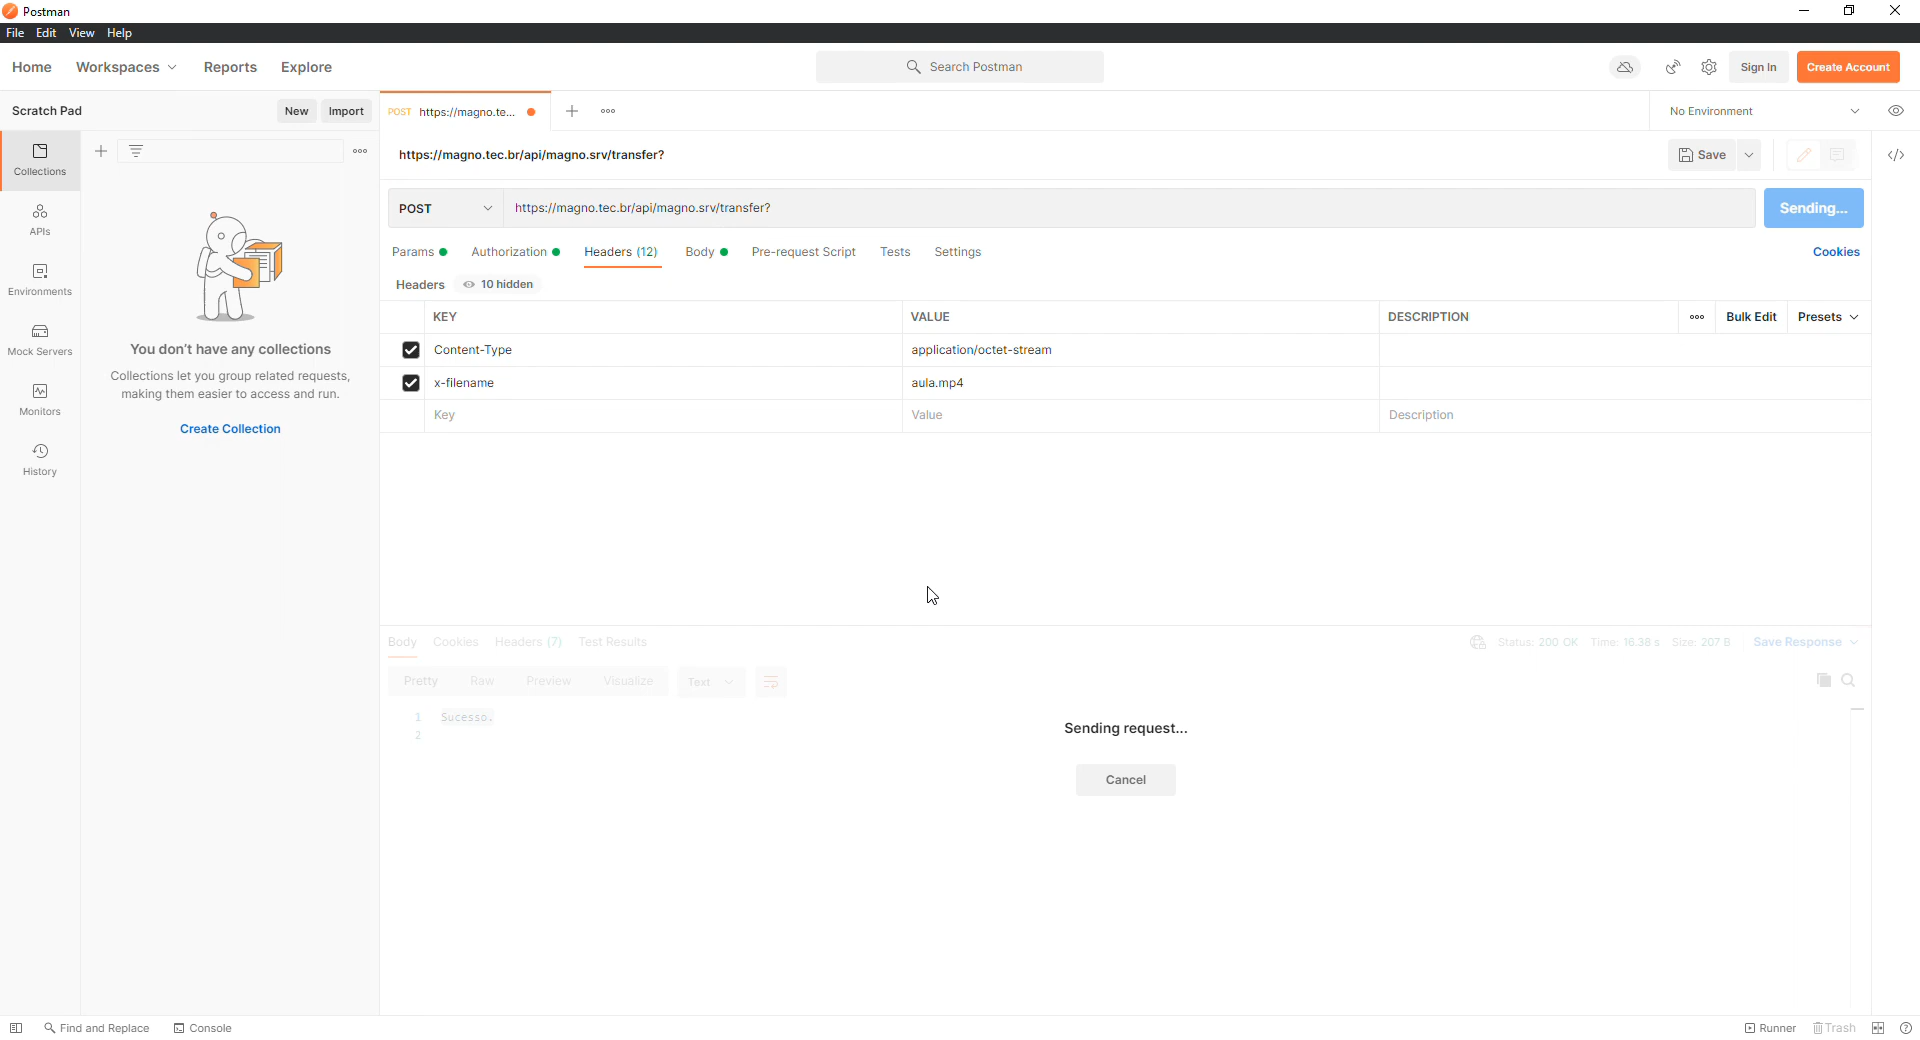 Postman
File Edit View Help
Home Workspaces Reports Explore Search Postman Sign In Create Account
Scratch Pad New Import POST https://magno.te... No Environment
Collections
https://magno.tec.br/api/magno.srv/transfer? Save
APIs
POST https://magno.tec.br/api/magno.srv/transfer? Sending...
Params Authorization Headers (12) Body Pre-request Script Tests Settings Cookies
Environments
Headers 10 hidden
KEY VALUE DESCRIPTION Bulk Edit Presets
Mock Servers
You don't have any collections
Content-Type application/octet-stream
Collections let you group related requests,
making them easier to access and run.
x-filename aula.mp4
Monitors
Key Value Description
Create Collection
History
Body Cookies Headers (7) Test Results Status: 200 OK Time: 16.38 s Size: 207 B Save Response
Pretty Raw Preview Visualize Text
1 Sucesso.
2
Sending request...
Cancel
Find and Replace Console Runner Trash